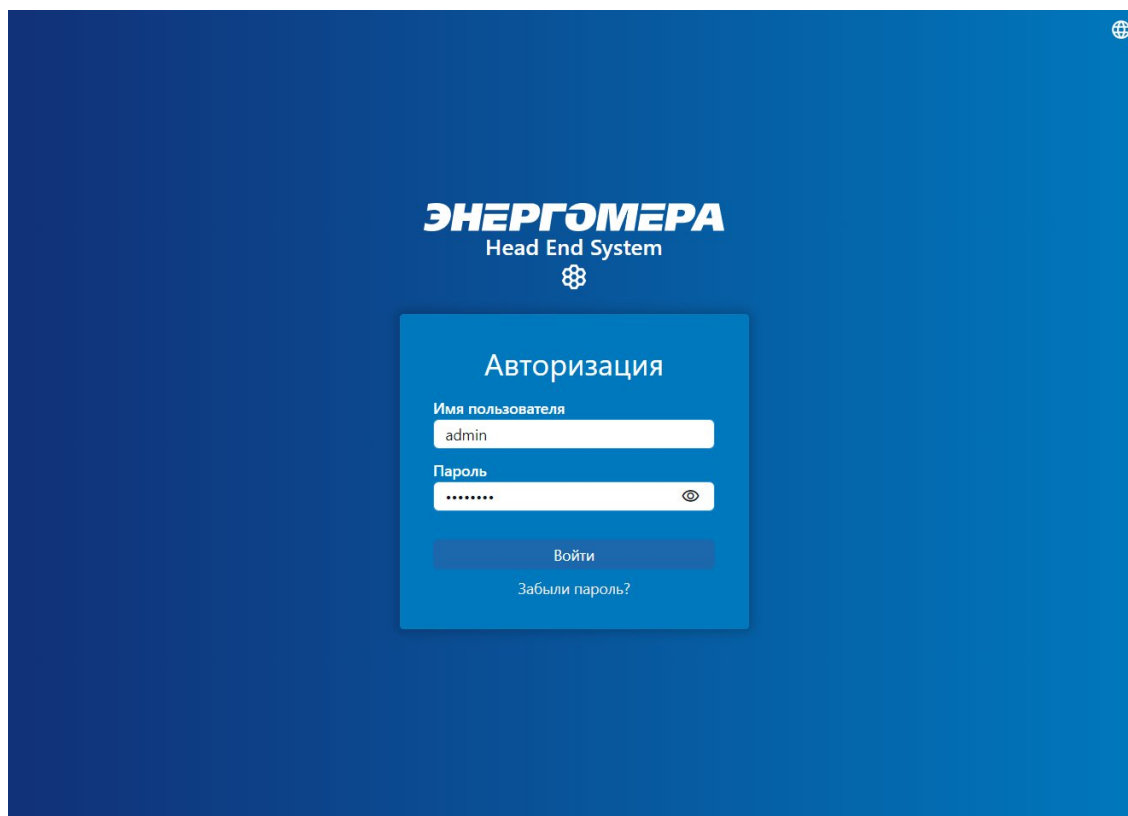 ЭНЕРГОМЕРА
Head End System
Авторизация
Имя пользователя
admin
Пароль
••••••••
Войти
Забыли пароль?